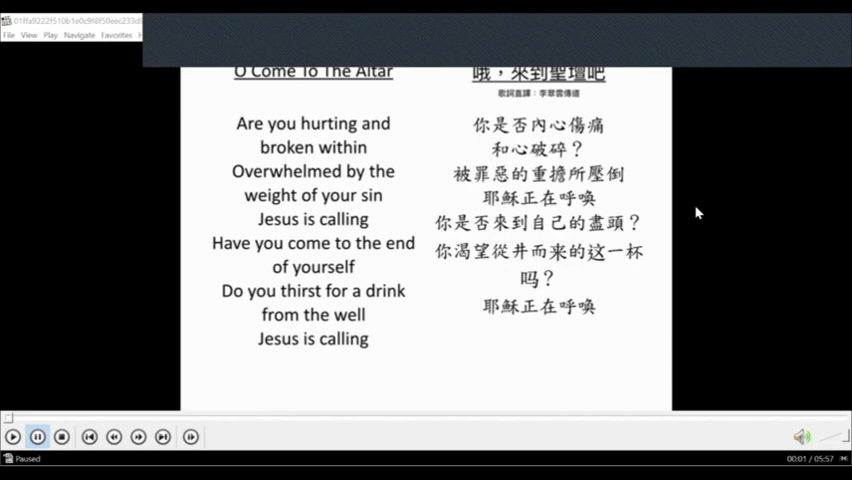 File View Play Navigate Favorites
O Come To The Altar
Are you hurting and
broken within
Overwhelmed by the
weight of your sin
Jesus is calling
Have you come to the end
of yourself
Do you thirst for a drink
from the well
Jesus is calling
哦，來到聖壇吧
歌詞直譯：李翠雲傳道
你是否內心傷痛
和心破碎？
被罪惡的重擔所壓倒
耶穌正在呼喚
你是否來到自己的盡頭？
你渴望從井而来的这一杯
吗？
耶穌正在呼喚
Paused
00:01 / 05:57